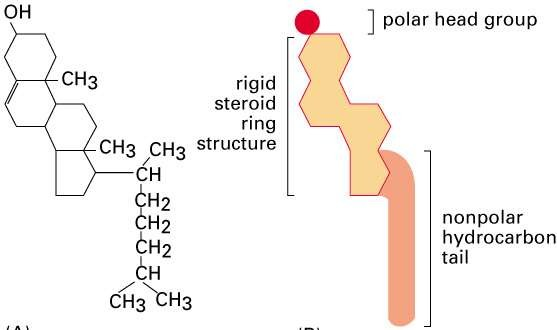 OH
CH3
CH3
CH3
CH
CH2
CH2
CH2
CH
CH3 CH3
polar head group
rigid
steroid
ring
structure
nonpolar
hydrocarbon
tail
(A)
(B)